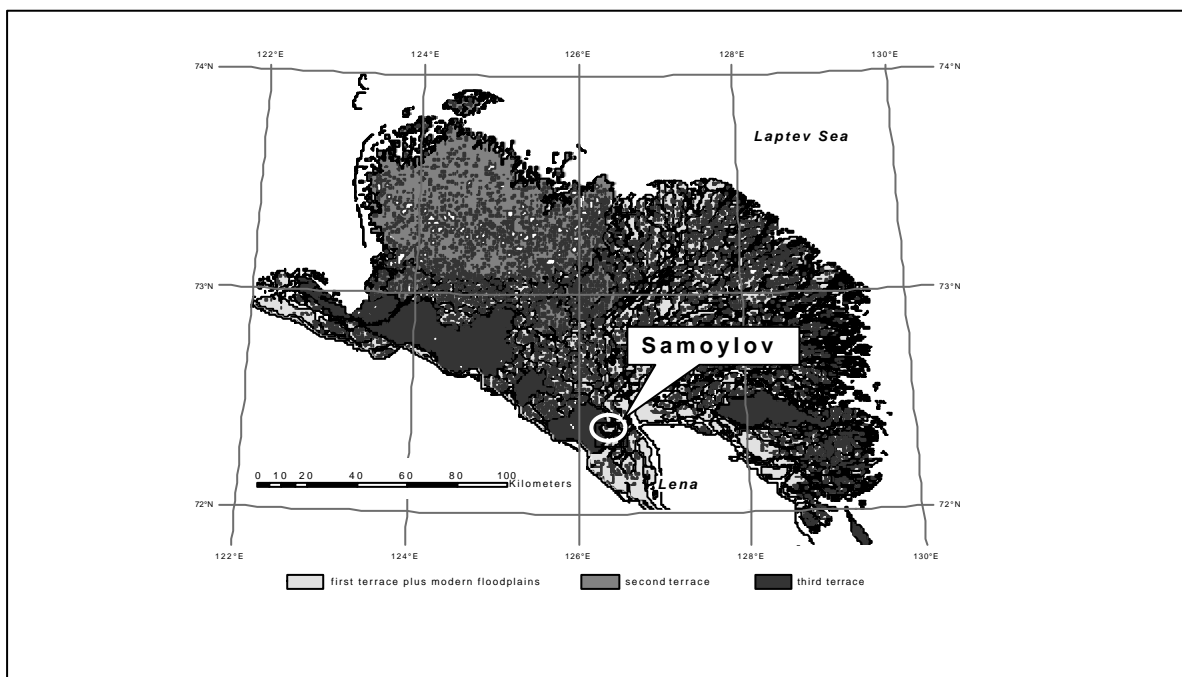 122°E 124°E 126°E 128°E 130°E
74°N 74°N
Laptev Sea
73°N 73°N
Samoylov
0 10 20 40 60 80 100
Kilometers
Lena
72°N 72°N
122°E 124°E 126°E 128°E 130°E
first terrace plus modern floodplains second terrace third terrace